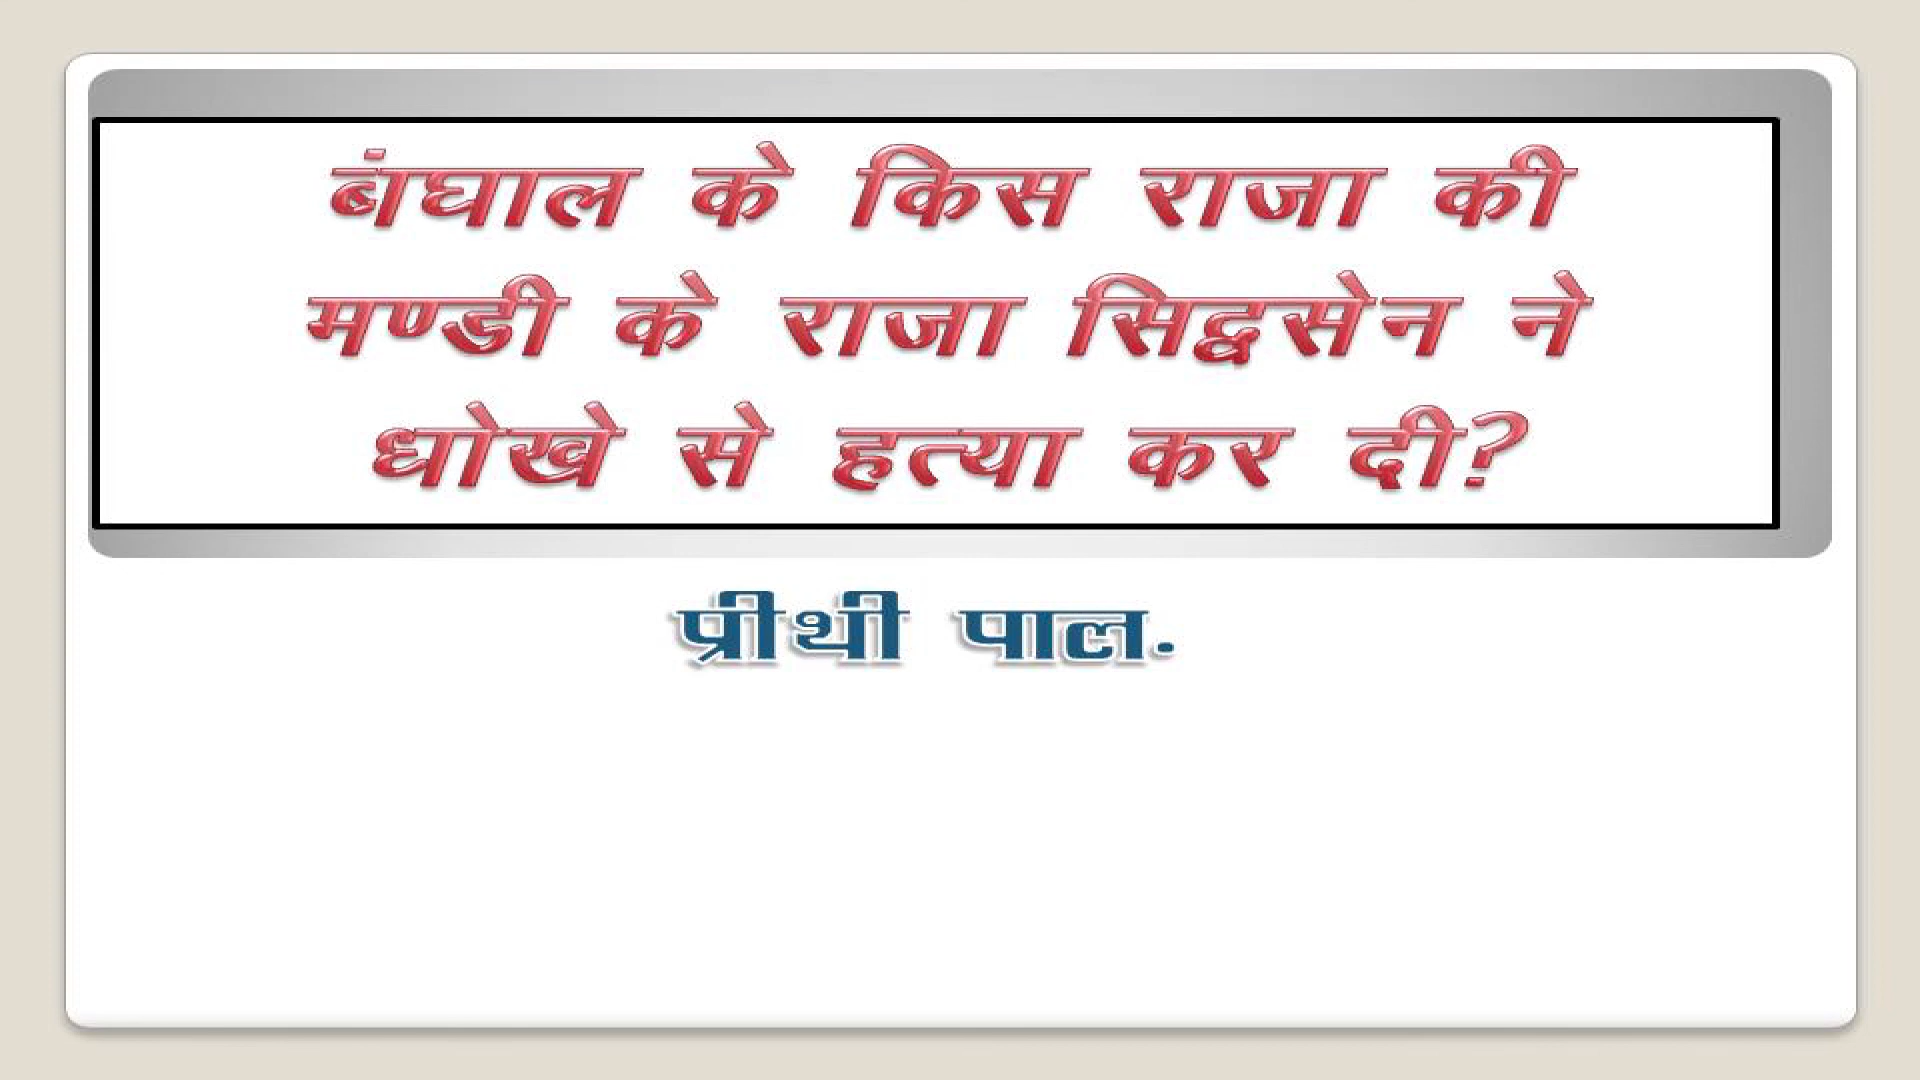 बंघाल के किस राजा की
मण्डी के राजा सिद्धसेन ने
धोखे से हत्या कर दी?
प्रीथी पाल.